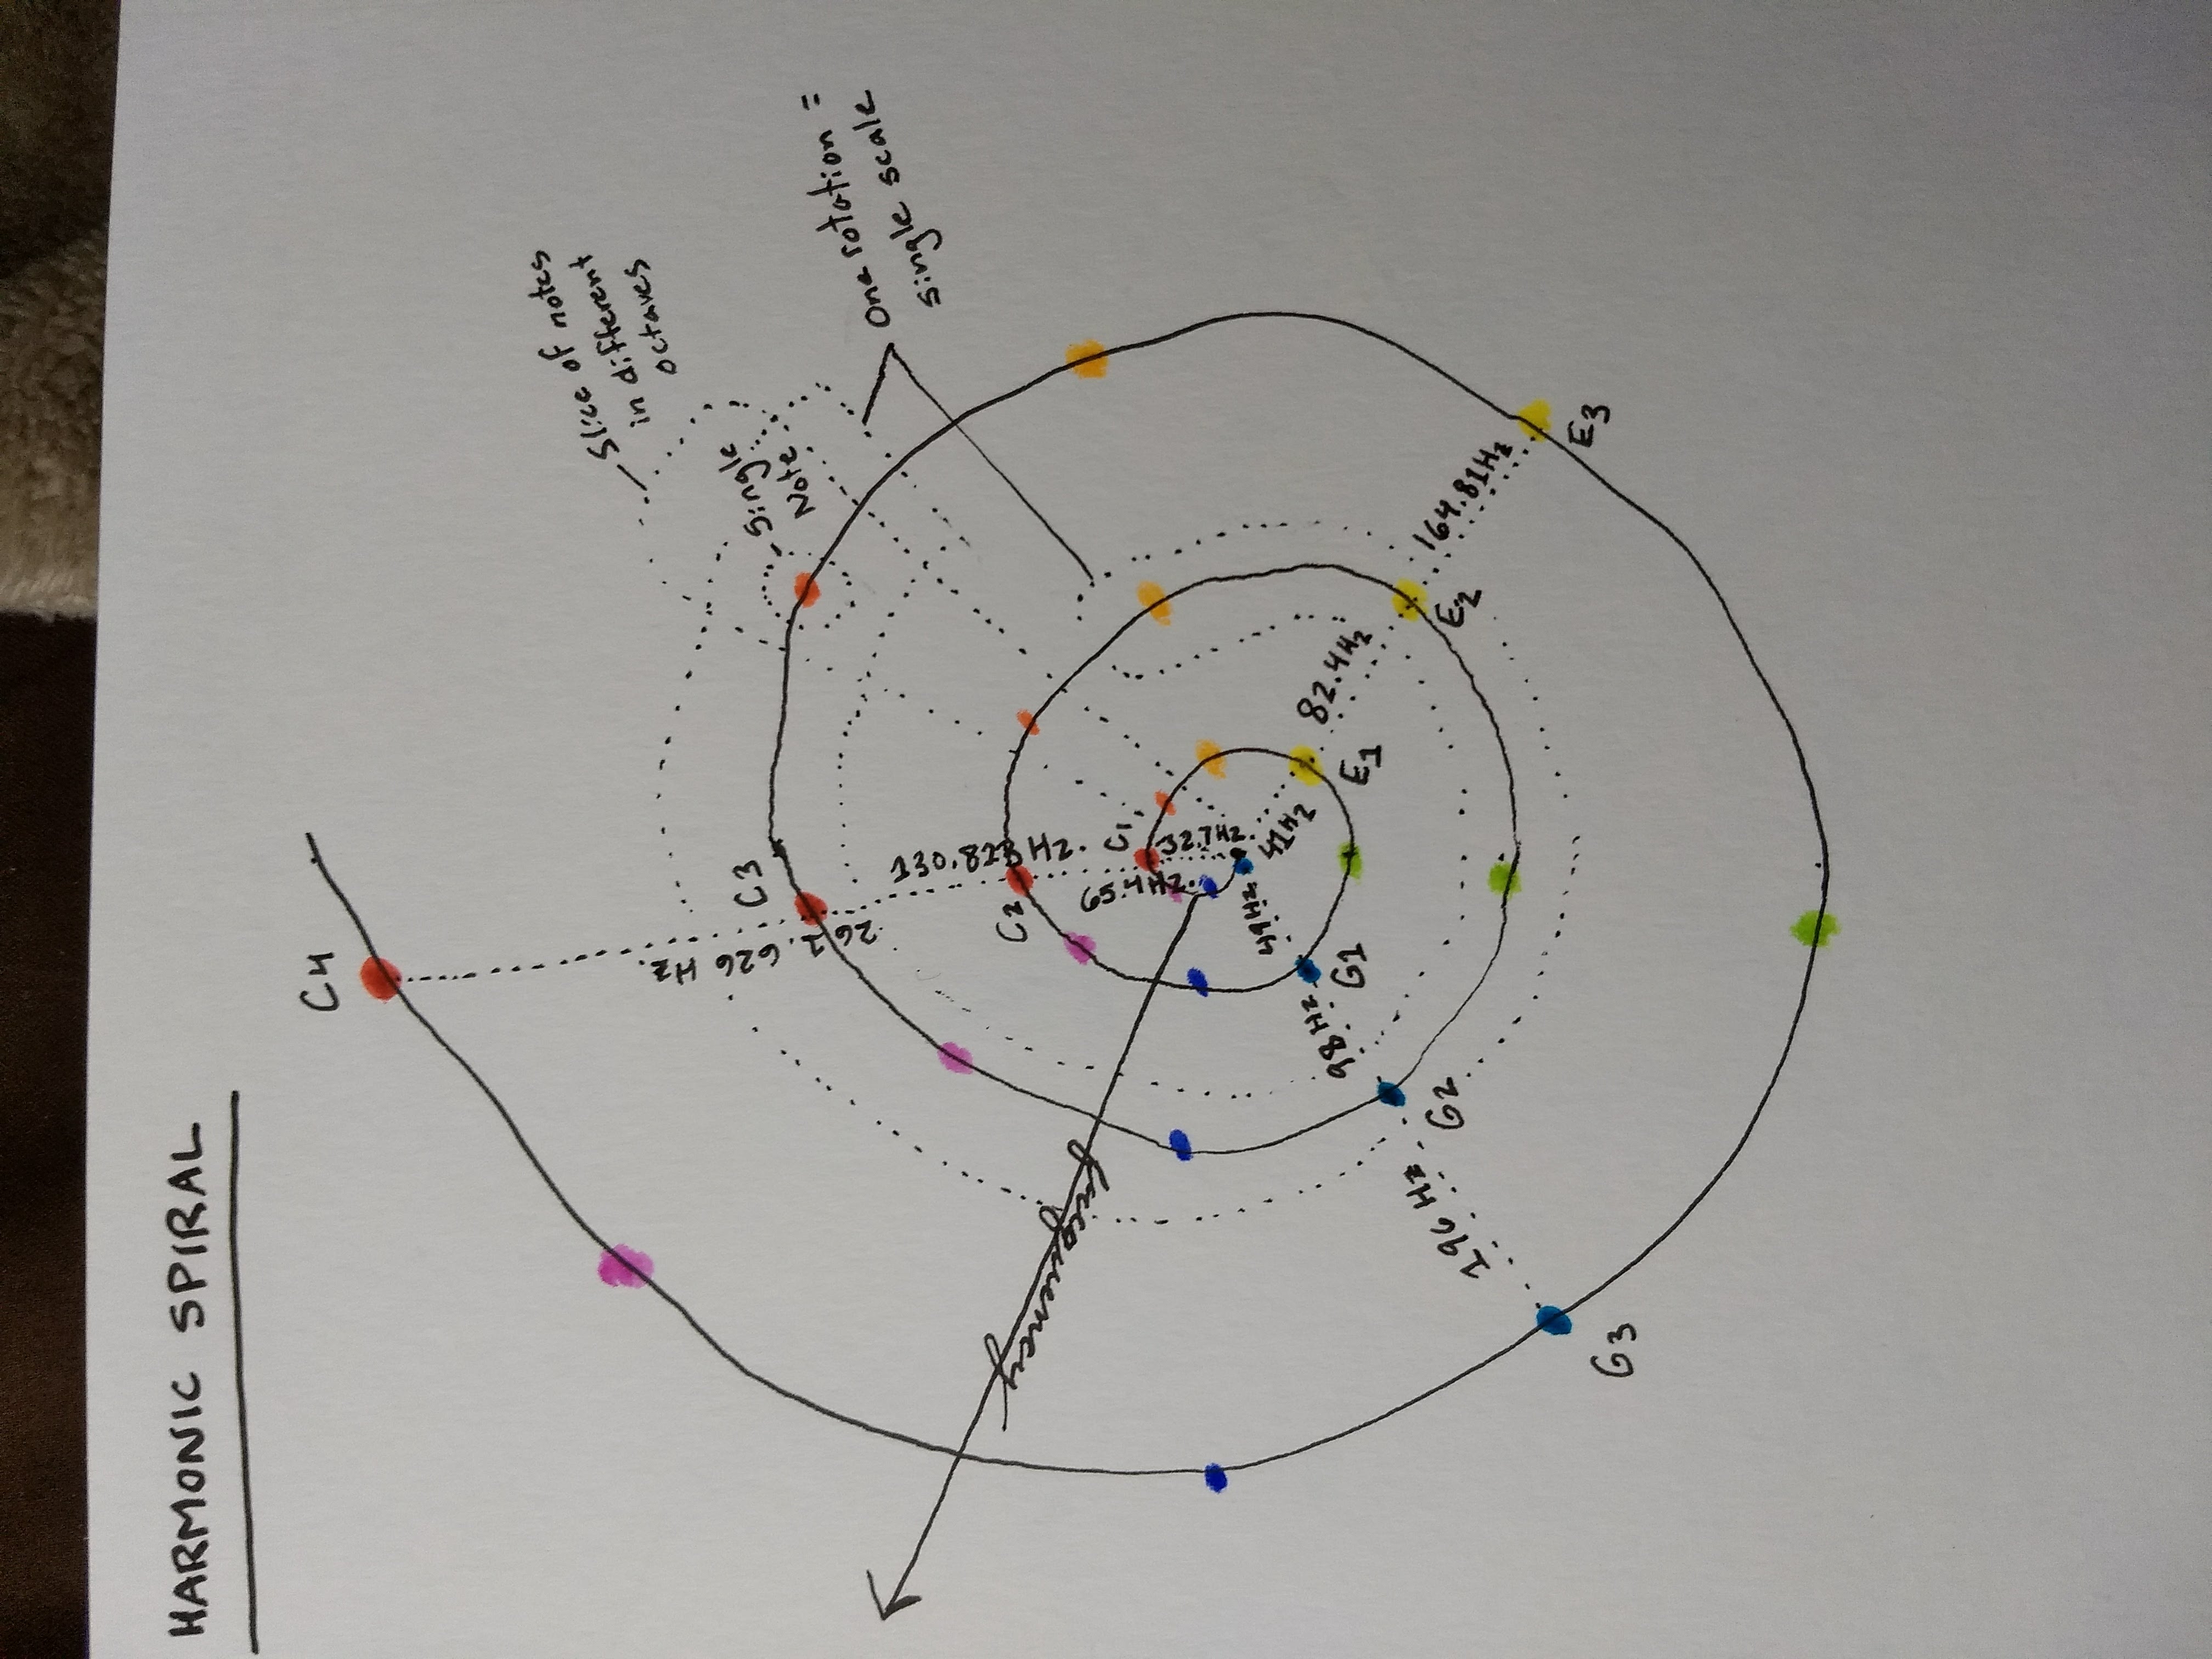 HARMONIC SPIRAL
Slice of notes
in different
octaves
Single
Note
One rotation =
single scale
C4
261.626 Hz
C3
130.828 Hz.
C2
65.4 Hz.
C1
32.7 Hz.
41 Hz
E1
82.4 Hz
E2
164.81 Hz
E3
49 Hz
G1
98 Hz
G2
196 Hz
G3
frequency